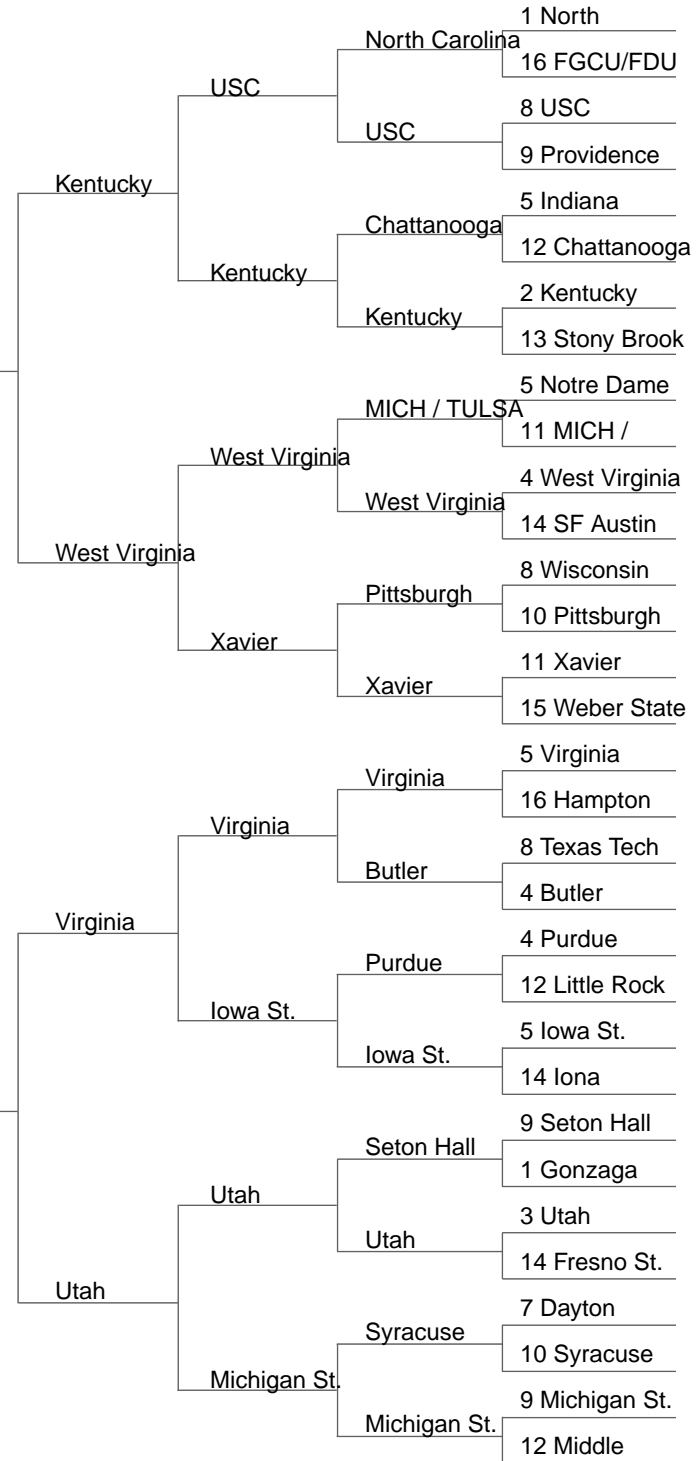 1 North
North Carolina
16 FGCU/FDU
USC
8 USC
USC
9 Providence
Kentucky
5 Indiana
Chattanooga
12 Chattanooga
Kentucky
2 Kentucky
Kentucky
13 Stony Brook
5 Notre Dame
MICH / TULSA
11 MICH /
West Virginia
4 West Virginia
West Virginia
14 SF Austin
West Virginia
8 Wisconsin
Pittsburgh
10 Pittsburgh
Xavier
11 Xavier
Xavier
15 Weber State
5 Virginia
Virginia
16 Hampton
Virginia
8 Texas Tech
Butler
4 Butler
Virginia
4 Purdue
Purdue
12 Little Rock
Iowa St.
5 Iowa St.
Iowa St.
14 Iona
9 Seton Hall
Seton Hall
1 Gonzaga
Utah
3 Utah
Utah
14 Fresno St.
Utah
7 Dayton
Syracuse
10 Syracuse
Michigan St.
9 Michigan St.
Michigan St.
12 Middle